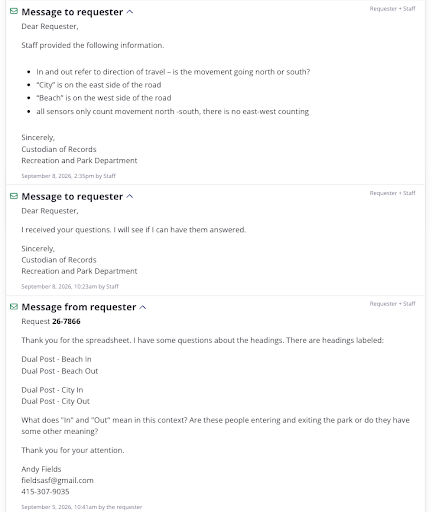 Message to requester
Requester + Staff
Dear Requester,
Staff provided the following information.
• In and out refer to direction of travel – is the movement going north or south?
• "City" is on the east side of the road
• "Beach" is on the west side of the road
• all sensors only count movement north -south, there is no east-west counting
Sincerely,
Custodian of Records
Recreation and Park Department
September 8, 2026, 2:35pm by Staff
Message to requester
Requester + Staff
Dear Requester,
I received your questions. I will see if I can have them answered.
Sincerely,
Custodian of Records
Recreation and Park Department
September 8, 2026, 10:23am by Staff
Message from requester
Requester + Staff
Request 26-7866
Thank you for the spreadsheet. I have some questions about the headings. There are headings labeled:
Dual Post - Beach In
Dual Post - Beach Out
Dual Post - City In
Dual Post - City Out
What does "In" and "Out" mean in this context? Are these people entering and exiting the park or do they have
some other meaning?
Thank you for your attention.
Andy Fields
fieldsasf@gmail.com
415-307-9035
September 5, 2026, 10:41am by the requester